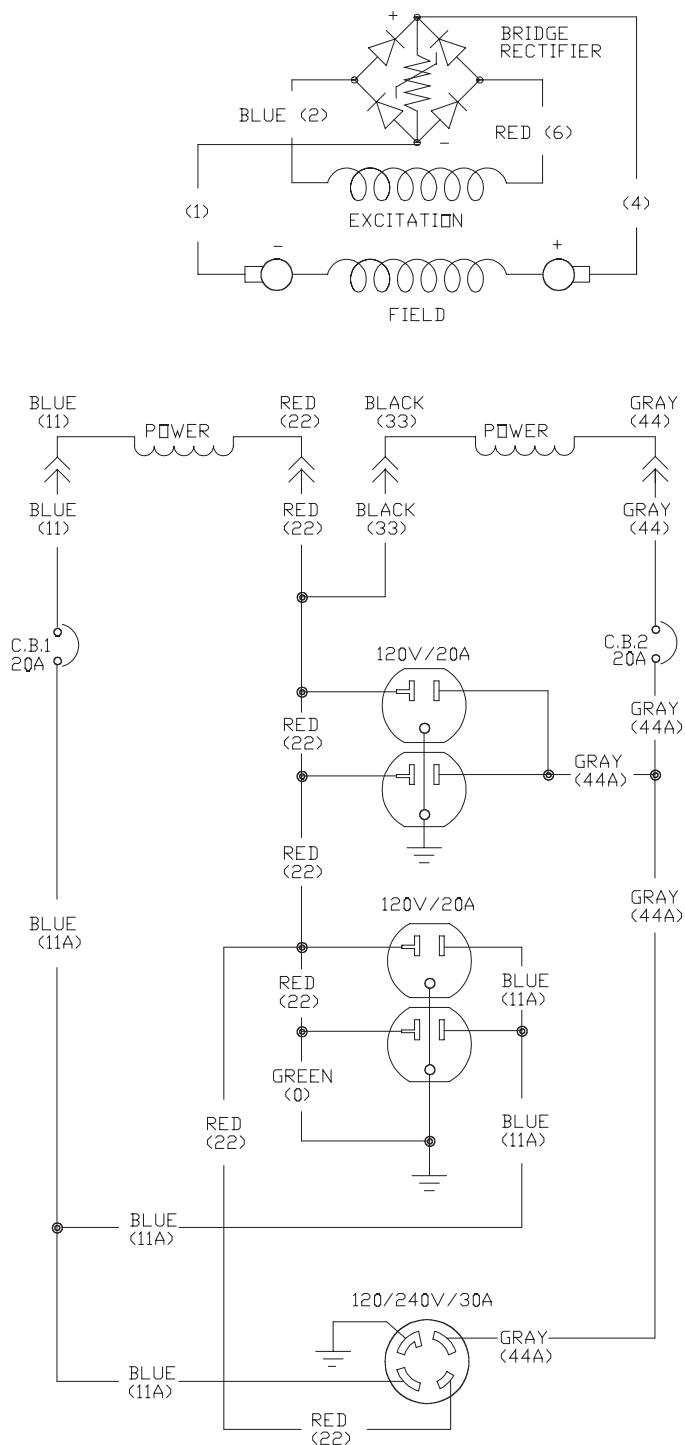 +
BRIDGE
RECTIFIER
BLUE (2)
RED (6)
-
(1)
(4)
EXCITATION
-
+
FIELD
BLUE
(11)
RED
(22)
BLACK
(33)
GRAY
(44)
POWER
POWER
BLUE
(11)
RED
(22)
BLACK
(33)
GRAY
(44)
C.B.1
20A
C.B.2
20A
120V/20A
GRAY
(44A)
RED
(22)
GRAY
(44A)
RED
(22)
GRAY
(44A)
120V/20A
BLUE
(11A)
RED
(22)
BLUE
(11A)
GREEN
(0)
RED
(22)
BLUE
(11A)
BLUE
(11A)
120/240V/30A
GRAY
(44A)
BLUE
(11A)
RED
(22)